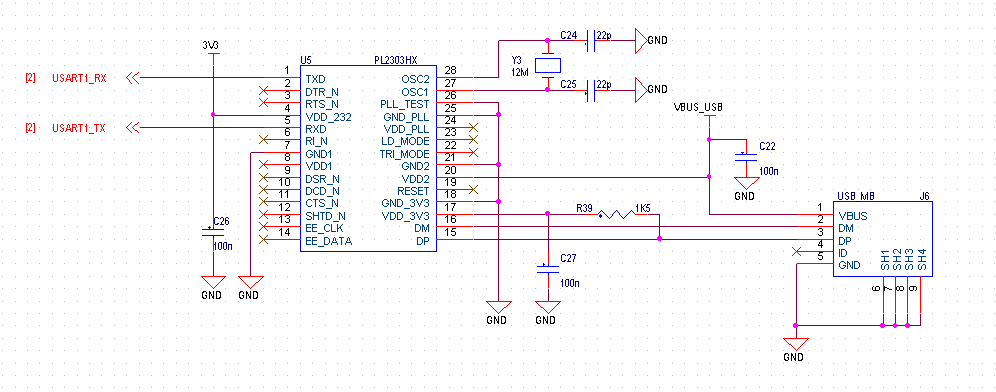 3V3
U5 PL2303HX
[2] USART1_RX
[2] USART1_TX
1 TXD
2 DTR_N
3 RTS_N
4 VDD_232
5 RXD
6 RI_N
7 GND1
8 VDD1
9 DSR_N
10 DCD_N
11 CTS_N
12 SHTD_N
13 EE_CLK
14 EE_DATA
OSC2 28
OSC1 27
PLL_TEST 26
GND_PLL 25
VDD_PLL 24
LD_MODE 23
TRI_MODE 22
GND2 21
VDD2 20
RESET 19
GND_3V3 18
VDD_3V3 17
DM 16
DP 15
C26
100n
GND
GND
C24 22p GND
Y3
12M
C25 22p GND
VBUS_USB
C22
100n
GND
R39 1K5
C27
100n
GND
GND
USB_MB J6
1 VBUS
2 DM
3 DP
4 ID
5 GND
SH1
SH2
SH3
SH4
6
7
8
9
GND